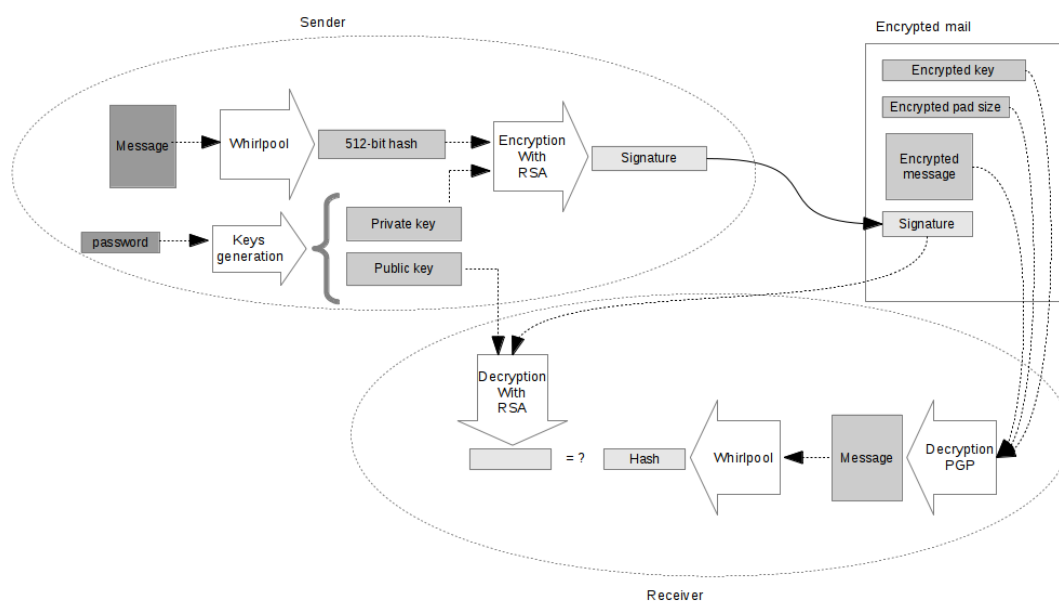 Sender
Encrypted mail
Encrypted key
Encrypted pad size
Encrypted
message
Signature
Message
Whirlpool
512-bit hash
Encryption
With
RSA
Signature
password
Keys
generation
Private key
Public key
Decryption
With
RSA
= ?
Hash
Whirlpool
Message
Decryption
PGP
Receiver